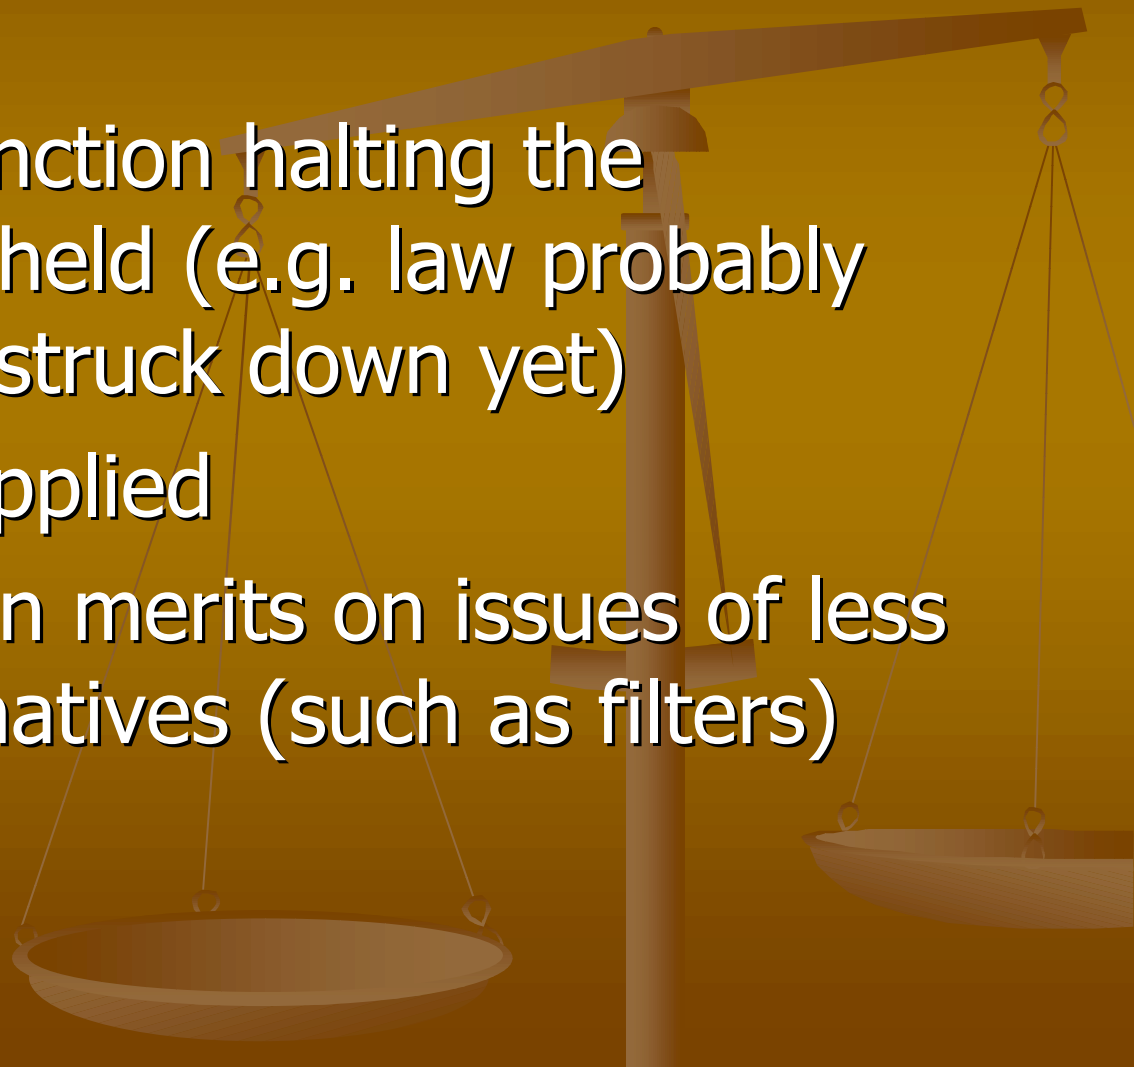 nction halting the
held (e.g. law probably
struck down yet)
pplied
n merits on issues of less
natives (such as filters)